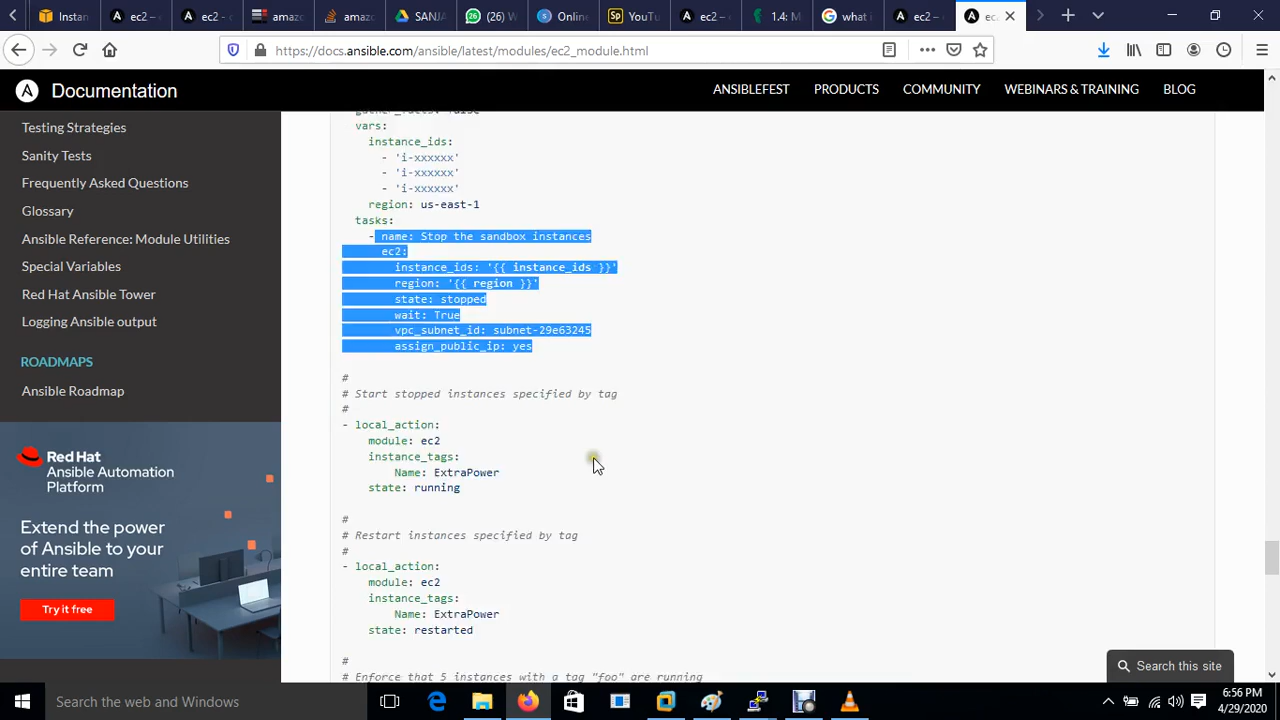 Instan
ec2 –
ec2 - c
amazo
amazo
SANJA
(26) W
Online
YouTu
ec2 –
1.4: M
what i
ec2 –
ec
https://docs.ansible.com/ansible/latest/modules/ec2_module.html
Documentation
ANSIBLEFEST
PRODUCTS
COMMUNITY
WEBINARS & TRAINING
BLOG
Testing Strategies
Sanity Tests
Frequently Asked Questions
Glossary
Ansible Reference: Module Utilities
Special Variables
Red Hat Ansible Tower
Logging Ansible output
ROADMAPS
Ansible Roadmap
Red Hat
Ansible Automation
Platform
Extend the power
of Ansible to your
entire team
Try it free
gather_facts: false
vars:
instance_ids:
- 'i-xxxxxx'
- 'i-xxxxxx'
- 'i-xxxxxx'
region: us-east-1
tasks:
- name: Stop the sandbox instances
ec2:
instance_ids: '{{ instance_ids }}'
region: '{{ region }}'
state: stopped
wait: True
vpc_subnet_id: subnet-29e63245
assign_public_ip: yes
#
# Start stopped instances specified by tag
#
- local_action:
module: ec2
instance_tags:
Name: ExtraPower
state: running
#
# Restart instances specified by tag
#
- local_action:
module: ec2
instance_tags:
Name: ExtraPower
state: restarted
#
# Enforce that 5 instances with a tag "foo" are running
Search this site
Search the web and Windows
6:56 PM
4/29/2020